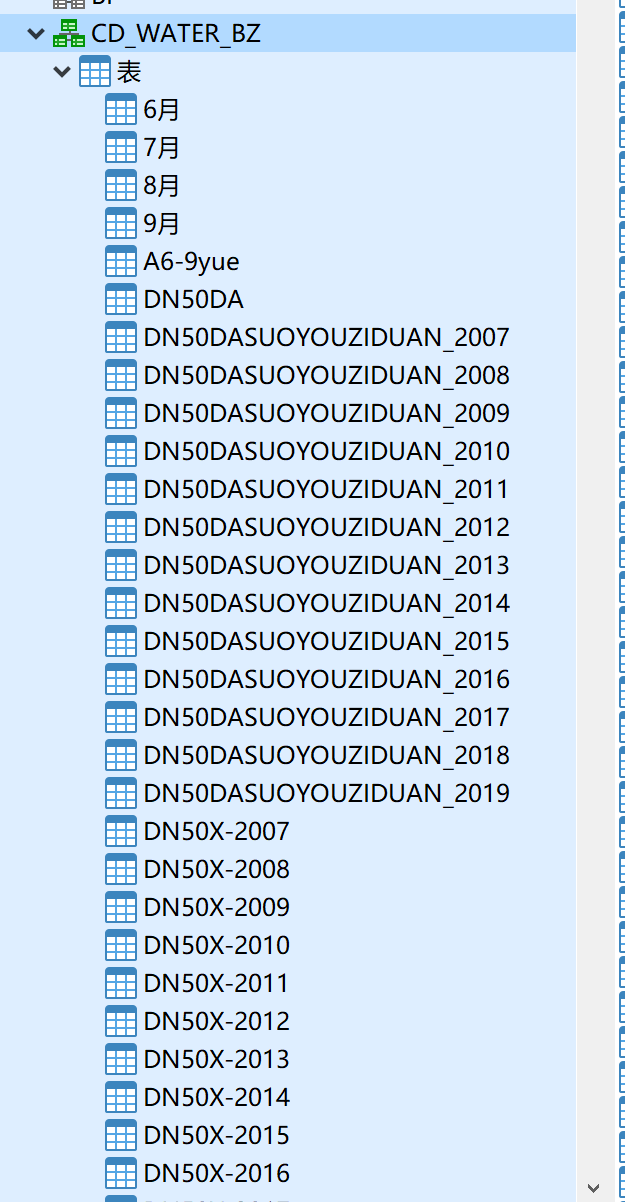 CD_WATER_BZ
表
6月
7月
8月
9月
A6-9yue
DN50DA
DN50DASUOYOUZIDUAN_2007
DN50DASUOYOUZIDUAN_2008
DN50DASUOYOUZIDUAN_2009
DN50DASUOYOUZIDUAN_2010
DN50DASUOYOUZIDUAN_2011
DN50DASUOYOUZIDUAN_2012
DN50DASUOYOUZIDUAN_2013
DN50DASUOYOUZIDUAN_2014
DN50DASUOYOUZIDUAN_2015
DN50DASUOYOUZIDUAN_2016
DN50DASUOYOUZIDUAN_2017
DN50DASUOYOUZIDUAN_2018
DN50DASUOYOUZIDUAN_2019
DN50X-2007
DN50X-2008
DN50X-2009
DN50X-2010
DN50X-2011
DN50X-2012
DN50X-2013
DN50X-2014
DN50X-2015
DN50X-2016